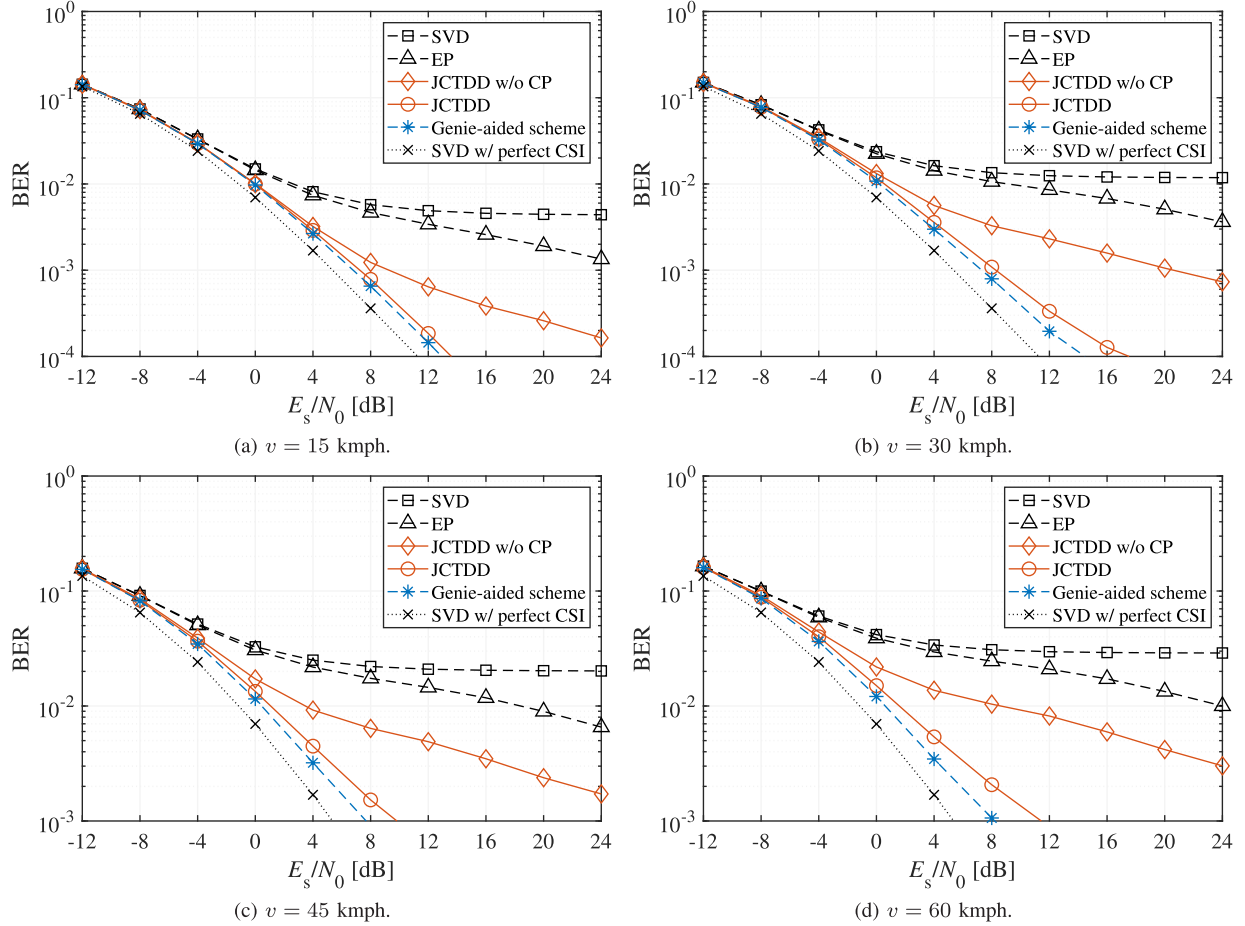 10^0
10^-1
10^-2
10^-3
10^-4
BER
-12 -8 -4 0 4 8 12 16 20 24
E_s/N_0 [dB]
SVD
EP
JCTDD w/o CP
JCTDD
Genie-aided scheme
SVD w/ perfect CSI
(a) v = 15 kmph.
10^0
10^-1
10^-2
10^-3
10^-4
BER
-12 -8 -4 0 4 8 12 16 20 24
E_s/N_0 [dB]
SVD
EP
JCTDD w/o CP
JCTDD
Genie-aided scheme
SVD w/ perfect CSI
(b) v = 30 kmph.
10^0
10^-1
10^-2
10^-3
BER
-12 -8 -4 0 4 8 12 16 20 24
E_s/N_0 [dB]
SVD
EP
JCTDD w/o CP
JCTDD
Genie-aided scheme
SVD w/ perfect CSI
(c) v = 45 kmph.
10^0
10^-1
10^-2
10^-3
BER
-12 -8 -4 0 4 8 12 16 20 24
E_s/N_0 [dB]
SVD
EP
JCTDD w/o CP
JCTDD
Genie-aided scheme
SVD w/ perfect CSI
(d) v = 60 kmph.